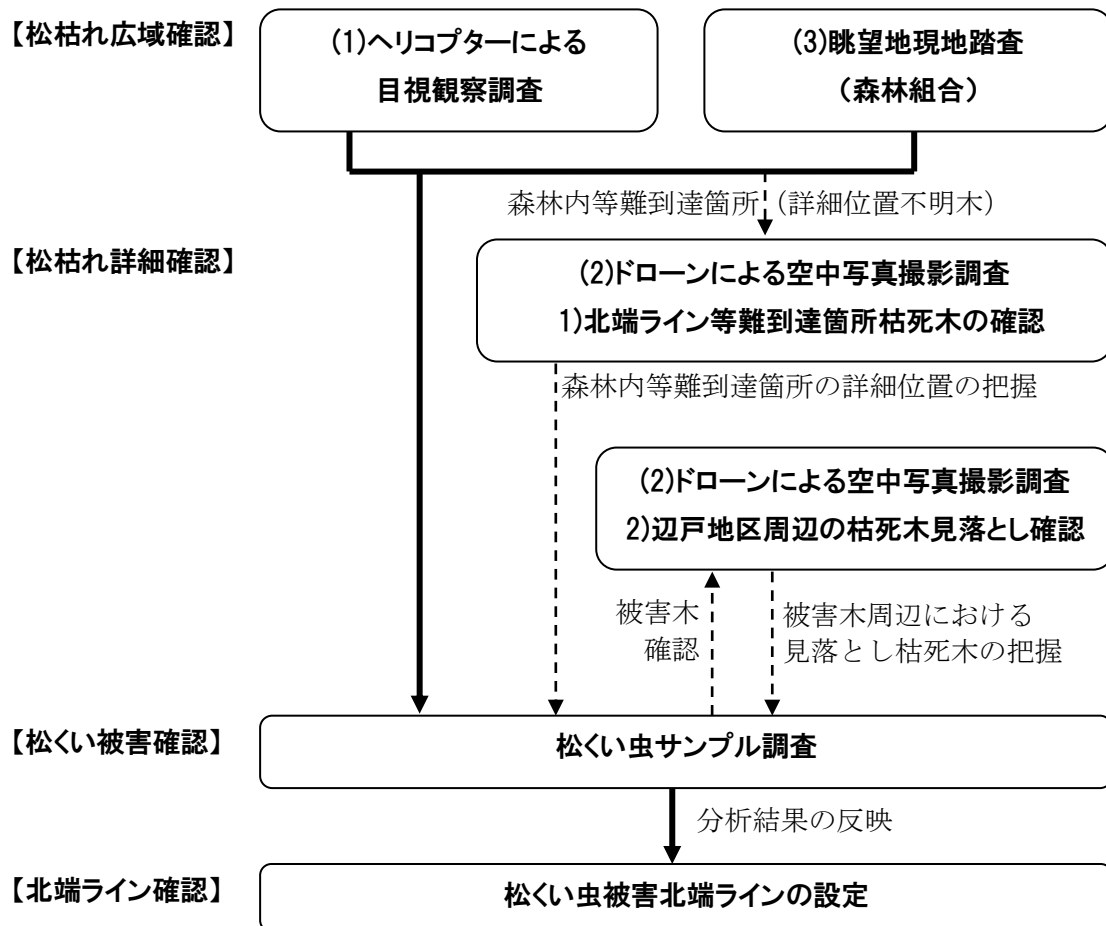 【松枯れ広域確認】
(1)ヘリコプターによる
目視観察調査
(3)眺望地現地踏査
（森林組合）
森林内等難到達箇所（詳細位置不明木）
【松枯れ詳細確認】
(2)ドローンによる空中写真撮影調査
1)北端ライン等難到達箇所枯死木の確認
森林内等難到達箇所の詳細位置の把握
(2)ドローンによる空中写真撮影調査
2)辺戸地区周辺の枯死木見落とし確認
被害木
確認
被害木周辺における
見落とし枯死木の把握
【松くい被害確認】
松くい虫サンプル調査
分析結果の反映
【北端ライン確認】
松くい虫被害北端ラインの設定